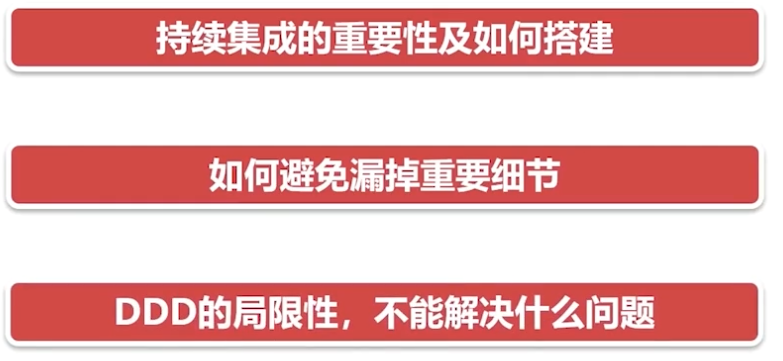 持续集成的重要性及如何搭建
如何避免漏掉重要细节
DDD的局限性，不能解决什么问题